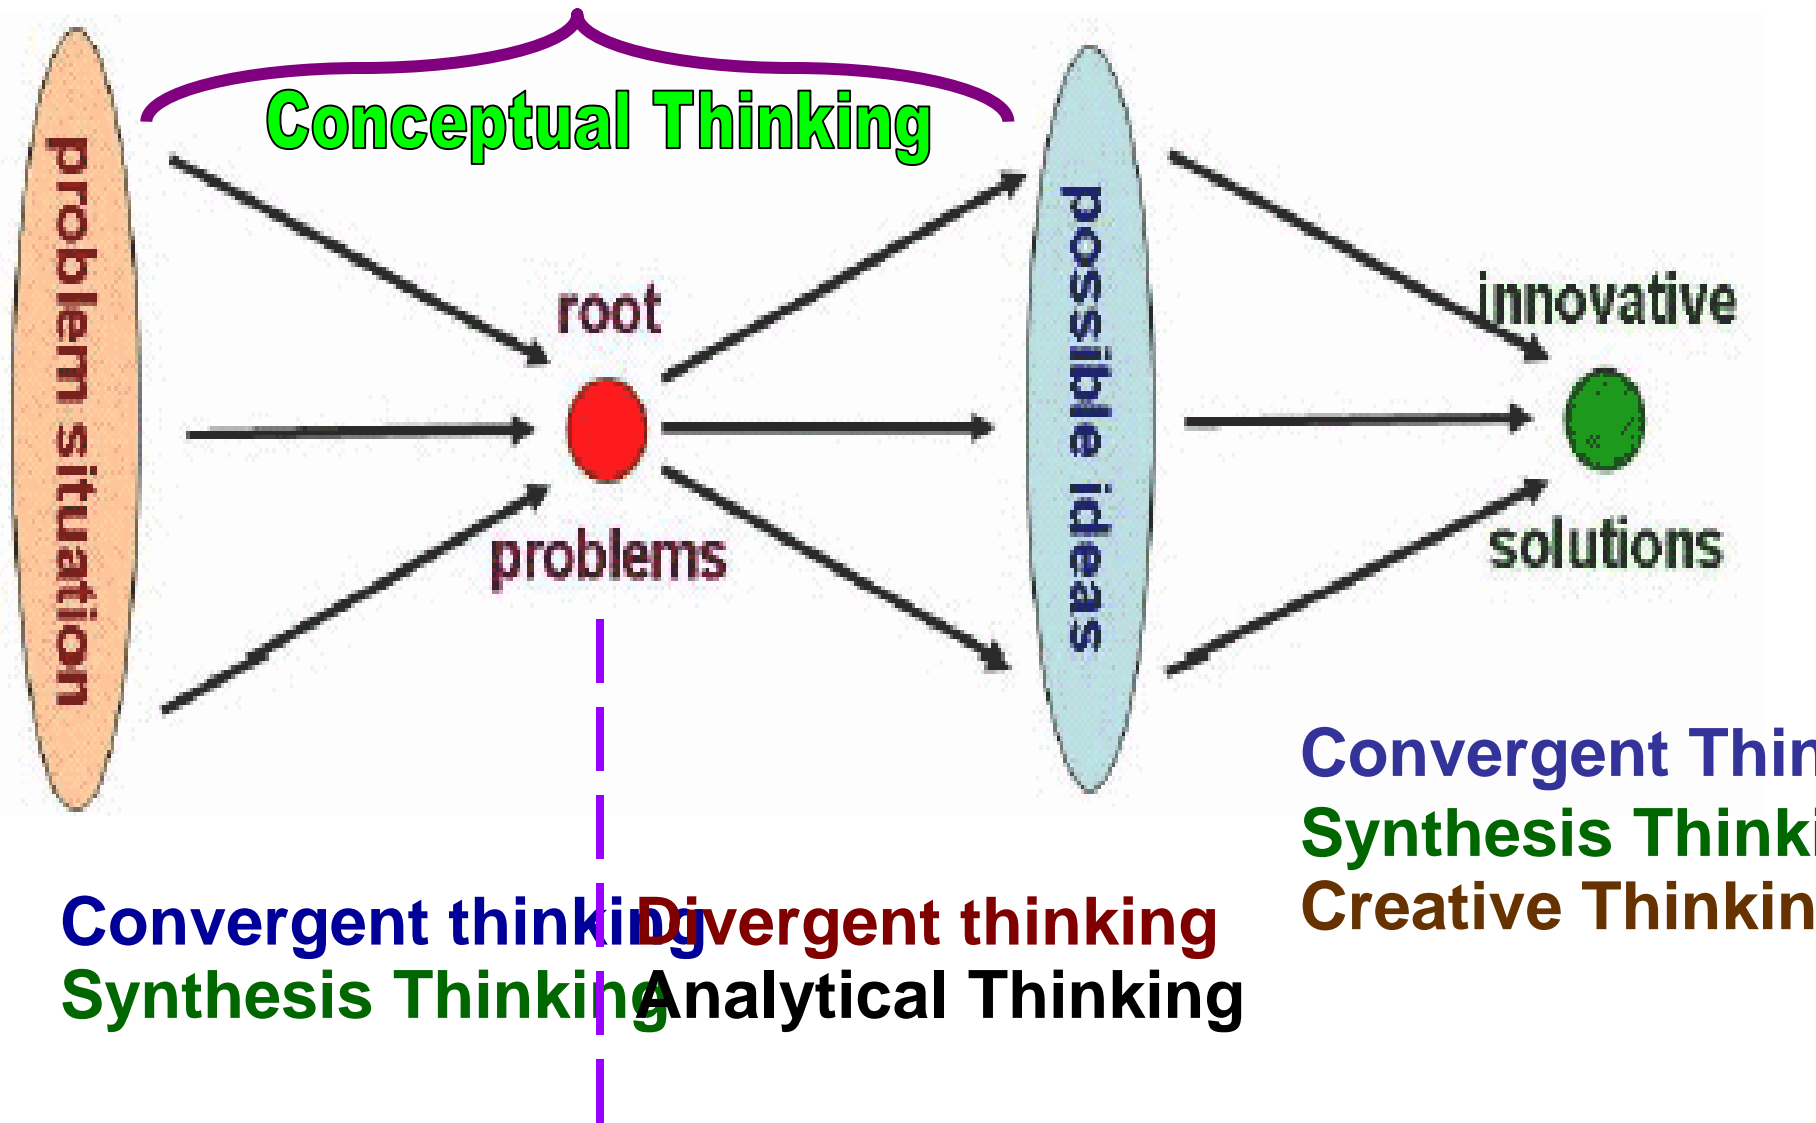 Conceptual Thinking
problem situation
root
problems
possible ideas
innovative
solutions
Convergent Thin
Synthesis Thinki
Creative Thinkin
Convergent thinking
Synthesis Thinking
Divergent thinking
Analytical Thinking